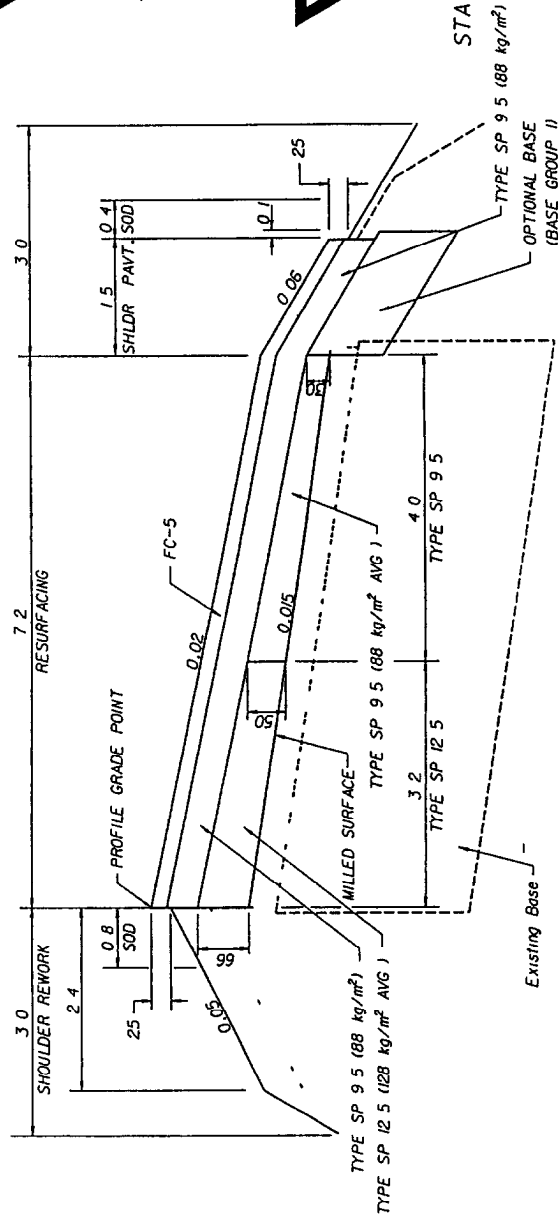 3 0
7 2
3 0
SHOULDER REWORK
RESURFACING
2 4
0 8
SOD
PROFILE GRADE POINT
1 5
0 4
SHLDR PAVT.
SOD
0 1
25
25
0.05
0.02
FC-5
0.06
66
50
30
0.015
MILLED SURFACE
TYPE SP 9 5 (88 kg/m² AVG )
3 2
4 0
TYPE SP 12 5
TYPE SP 9 5
TYPE SP 9 5 (88 kg/m²)
TYPE SP 12 5 (128 kg/m² AVG )
Existing Base
TYPE SP 9 5 (88 kg/m²)
OPTIONAL BASE
(BASE GROUP 1)
STA